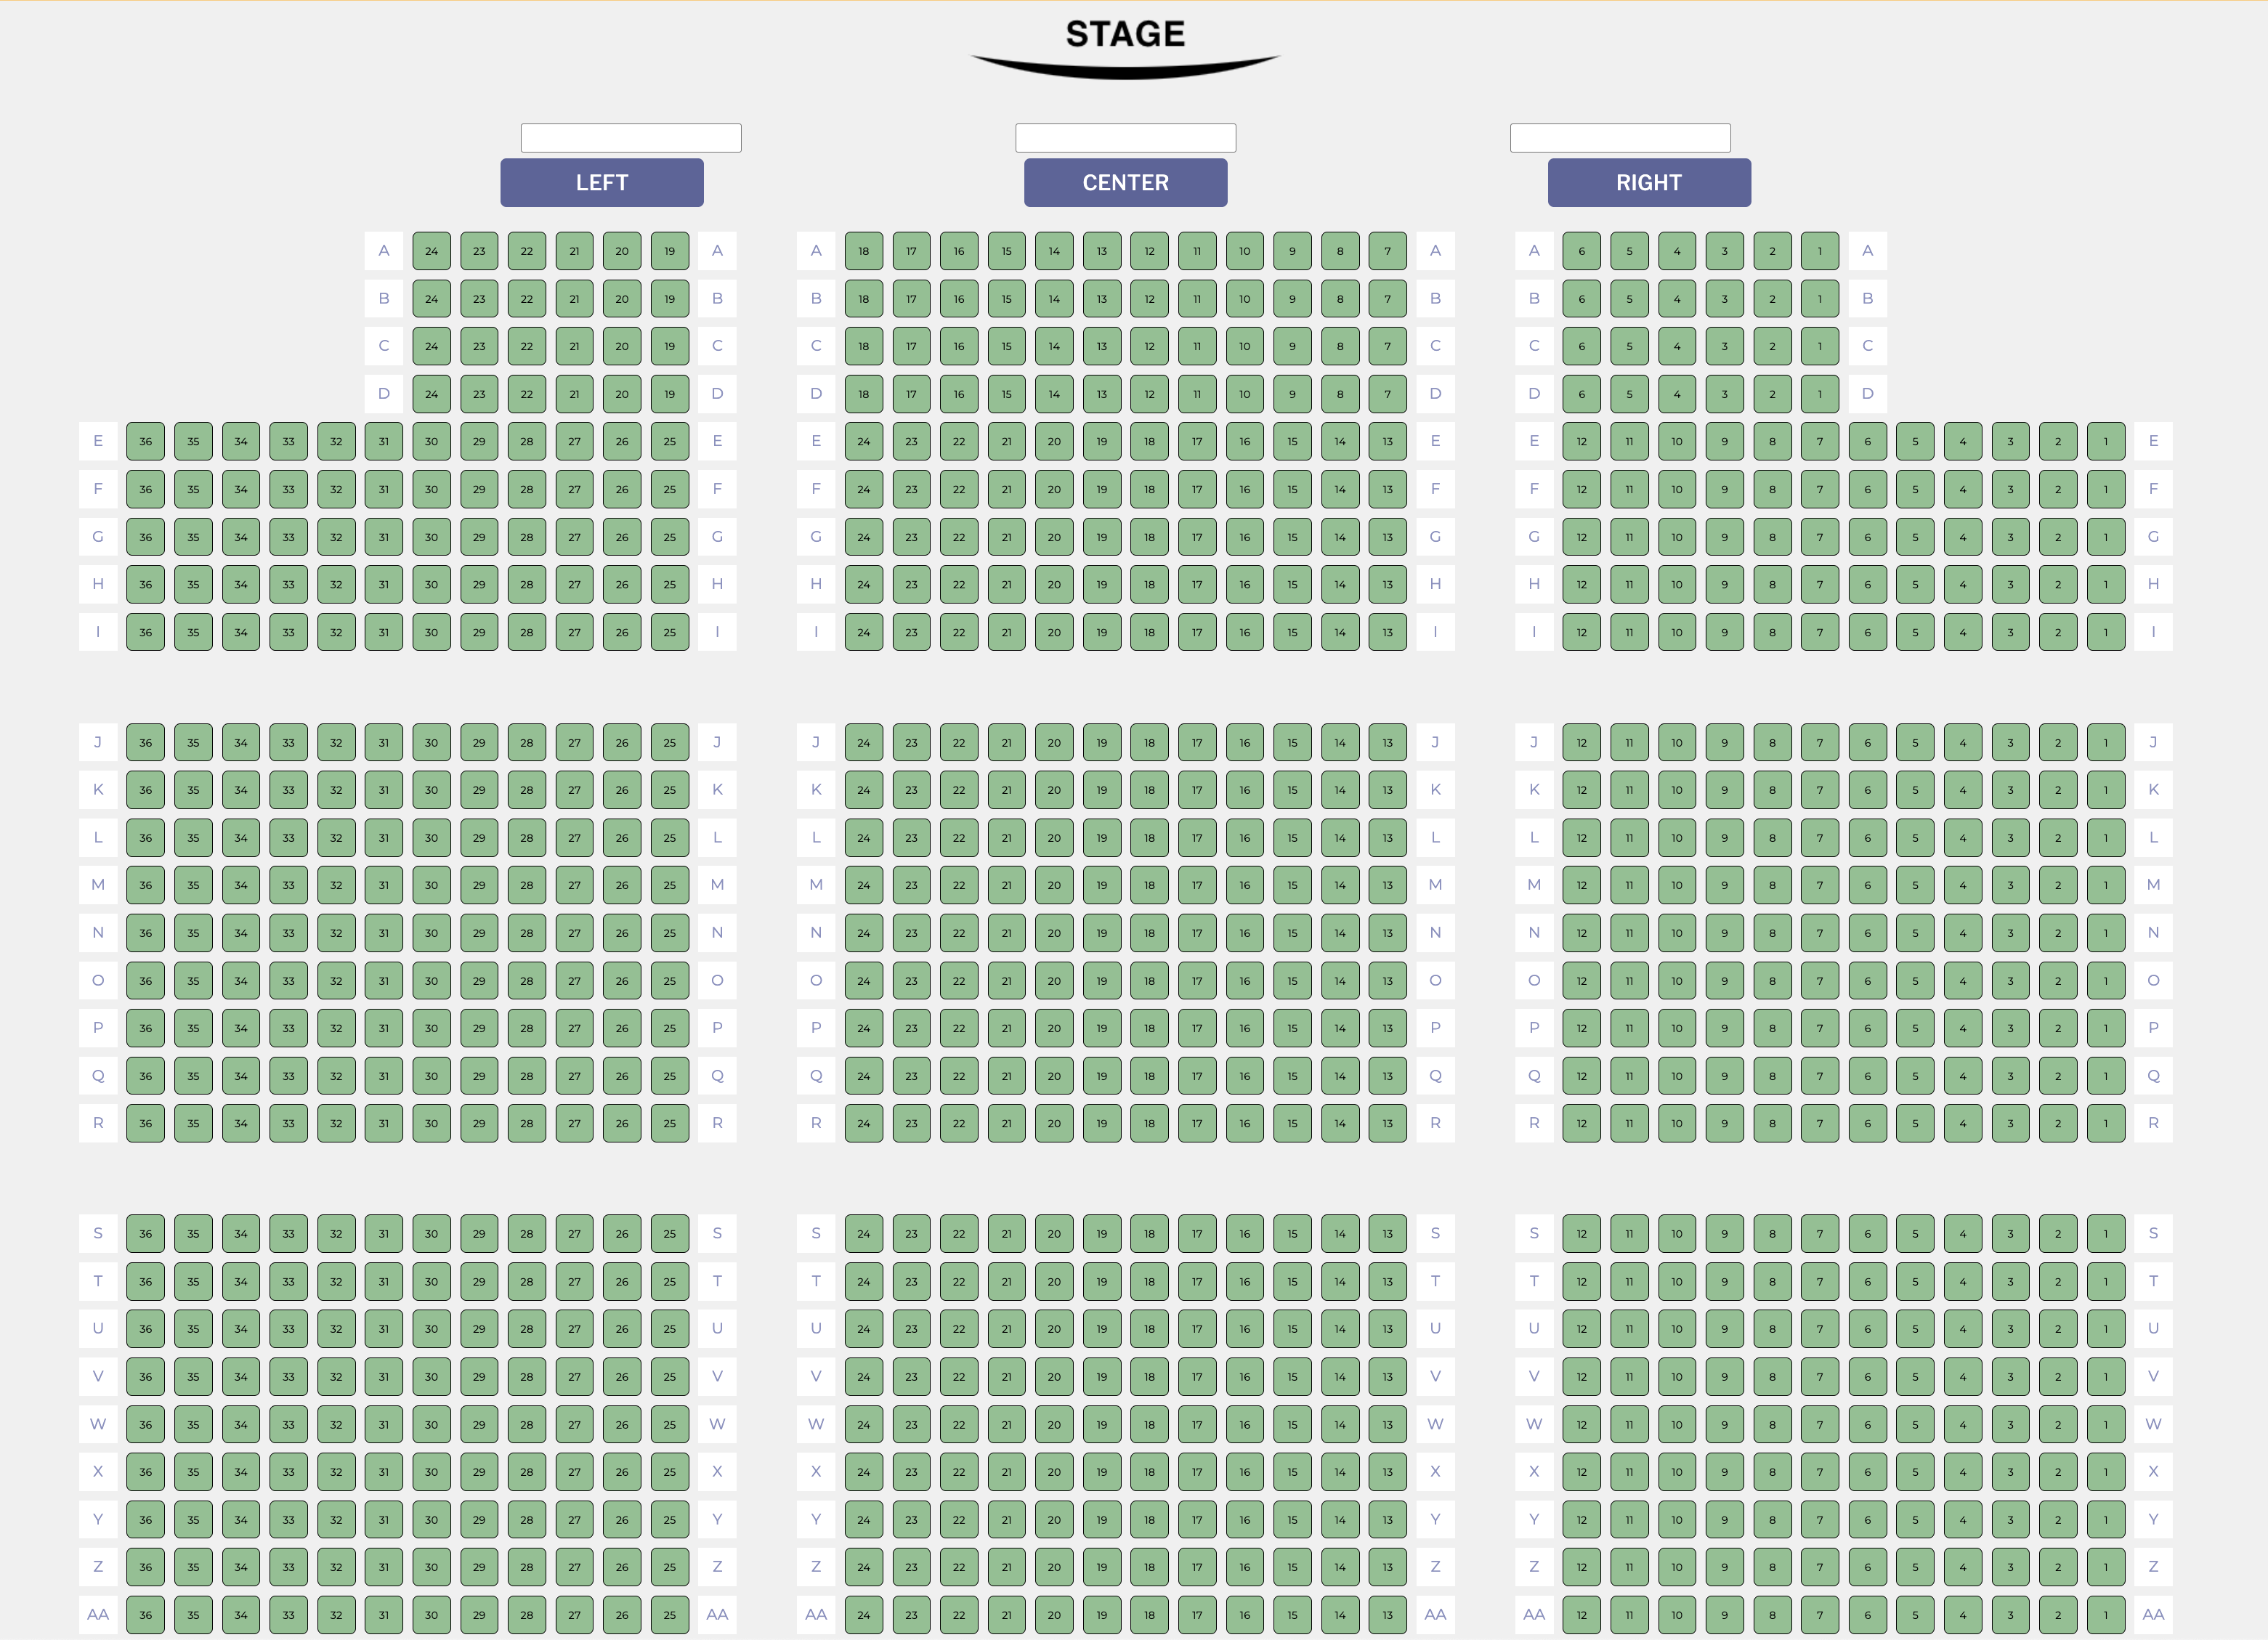 STAGE
LEFT CENTER RIGHT
A 24 23 22 21 20 19 A A 18 17 16 15 14 13 12 11 10 9 8 7 A A 6 5 4 3 2 1 A
B 24 23 22 21 20 19 B B 18 17 16 15 14 13 12 11 10 9 8 7 B B 6 5 4 3 2 1 B
C 24 23 22 21 20 19 C C 18 17 16 15 14 13 12 11 10 9 8 7 C C 6 5 4 3 2 1 C
D 24 23 22 21 20 19 D D 18 17 16 15 14 13 12 11 10 9 8 7 D D 6 5 4 3 2 1 D
E 36 35 34 33 32 31 30 29 28 27 26 25 E E 24 23 22 21 20 19 18 17 16 15 14 13 E E 12 11 10 9 8 7 6 5 4 3 2 1 E
F 36 35 34 33 32 31 30 29 28 27 26 25 F F 24 23 22 21 20 19 18 17 16 15 14 13 F F 12 11 10 9 8 7 6 5 4 3 2 1 F
G 36 35 34 33 32 31 30 29 28 27 26 25 G G 24 23 22 21 20 19 18 17 16 15 14 13 G G 12 11 10 9 8 7 6 5 4 3 2 1 G
H 36 35 34 33 32 31 30 29 28 27 26 25 H H 24 23 22 21 20 19 18 17 16 15 14 13 H H 12 11 10 9 8 7 6 5 4 3 2 1 H
I 36 35 34 33 32 31 30 29 28 27 26 25 I I 24 23 22 21 20 19 18 17 16 15 14 13 I I 12 11 10 9 8 7 6 5 4 3 2 1 I
J 36 35 34 33 32 31 30 29 28 27 26 25 J J 24 23 22 21 20 19 18 17 16 15 14 13 J J 12 11 10 9 8 7 6 5 4 3 2 1 J
K 36 35 34 33 32 31 30 29 28 27 26 25 K K 24 23 22 21 20 19 18 17 16 15 14 13 K K 12 11 10 9 8 7 6 5 4 3 2 1 K
L 36 35 34 33 32 31 30 29 28 27 26 25 L L 24 23 22 21 20 19 18 17 16 15 14 13 L L 12 11 10 9 8 7 6 5 4 3 2 1 L
M 36 35 34 33 32 31 30 29 28 27 26 25 M M 24 23 22 21 20 19 18 17 16 15 14 13 M M 12 11 10 9 8 7 6 5 4 3 2 1 M
N 36 35 34 33 32 31 30 29 28 27 26 25 N N 24 23 22 21 20 19 18 17 16 15 14 13 N N 12 11 10 9 8 7 6 5 4 3 2 1 N
O 36 35 34 33 32 31 30 29 28 27 26 25 O O 24 23 22 21 20 19 18 17 16 15 14 13 O O 12 11 10 9 8 7 6 5 4 3 2 1 O
P 36 35 34 33 32 31 30 29 28 27 26 25 P P 24 23 22 21 20 19 18 17 16 15 14 13 P P 12 11 10 9 8 7 6 5 4 3 2 1 P
Q 36 35 34 33 32 31 30 29 28 27 26 25 Q Q 24 23 22 21 20 19 18 17 16 15 14 13 Q Q 12 11 10 9 8 7 6 5 4 3 2 1 Q
R 36 35 34 33 32 31 30 29 28 27 26 25 R R 24 23 22 21 20 19 18 17 16 15 14 13 R R 12 11 10 9 8 7 6 5 4 3 2 1 R
S 36 35 34 33 32 31 30 29 28 27 26 25 S S 24 23 22 21 20 19 18 17 16 15 14 13 S S 12 11 10 9 8 7 6 5 4 3 2 1 S
T 36 35 34 33 32 31 30 29 28 27 26 25 T T 24 23 22 21 20 19 18 17 16 15 14 13 T T 12 11 10 9 8 7 6 5 4 3 2 1 T
U 36 35 34 33 32 31 30 29 28 27 26 25 U U 24 23 22 21 20 19 18 17 16 15 14 13 U U 12 11 10 9 8 7 6 5 4 3 2 1 U
V 36 35 34 33 32 31 30 29 28 27 26 25 V V 24 23 22 21 20 19 18 17 16 15 14 13 V V 12 11 10 9 8 7 6 5 4 3 2 1 V
W 36 35 34 33 32 31 30 29 28 27 26 25 W W 24 23 22 21 20 19 18 17 16 15 14 13 W W 12 11 10 9 8 7 6 5 4 3 2 1 W
X 36 35 34 33 32 31 30 29 28 27 26 25 X X 24 23 22 21 20 19 18 17 16 15 14 13 X X 12 11 10 9 8 7 6 5 4 3 2 1 X
Y 36 35 34 33 32 31 30 29 28 27 26 25 Y Y 24 23 22 21 20 19 18 17 16 15 14 13 Y Y 12 11 10 9 8 7 6 5 4 3 2 1 Y
Z 36 35 34 33 32 31 30 29 28 27 26 25 Z Z 24 23 22 21 20 19 18 17 16 15 14 13 Z Z 12 11 10 9 8 7 6 5 4 3 2 1 Z
AA 36 35 34 33 32 31 30 29 28 27 26 25 AA AA 24 23 22 21 20 19 18 17 16 15 14 13 AA AA 12 11 10 9 8 7 6 5 4 3 2 1 AA